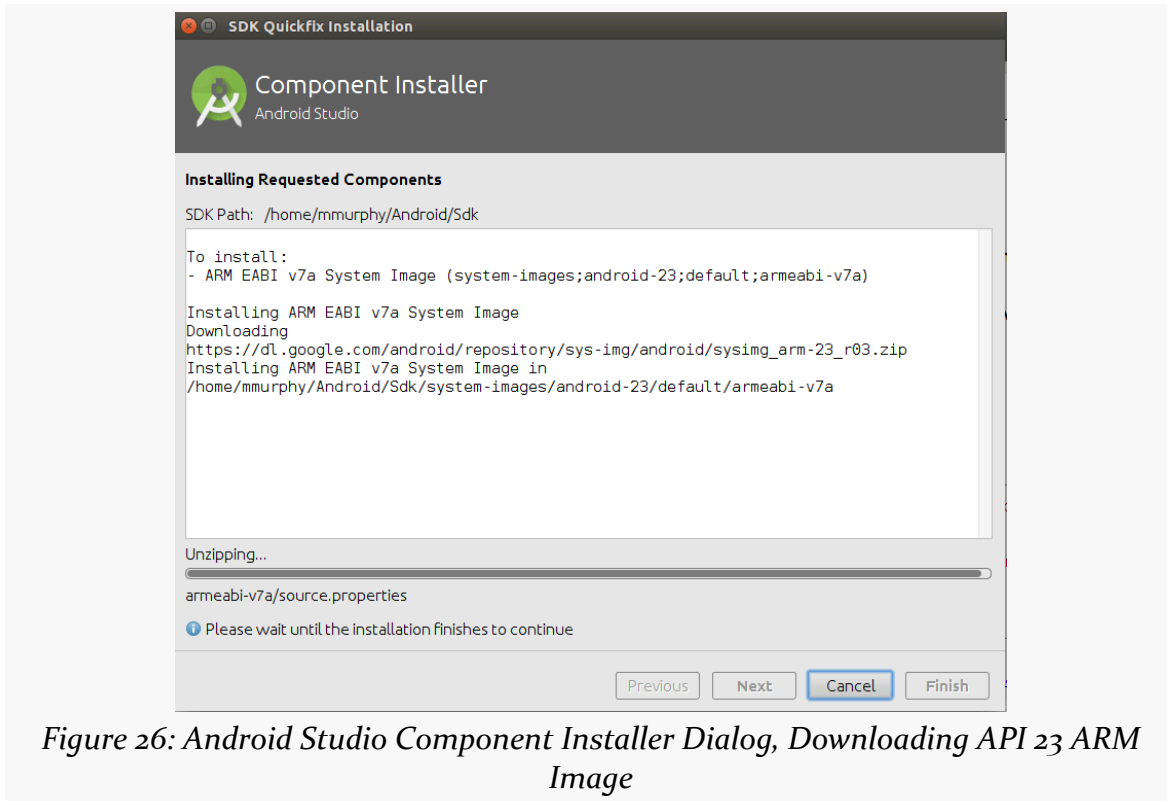 SDK Quickfix Installation
Component Installer
Android Studio
Installing Requested Components
SDK Path: /home/mmurphy/Android/Sdk
To install:
- ARM EABI v7a System Image (system-images;android-23;default;armeabi-v7a)
Installing ARM EABI v7a System Image
Downloading
https://dl.google.com/android/repository/sys-img/android/sysimg_arm-23_r03.zip
Installing ARM EABI v7a System Image in
/home/mmurphy/Android/Sdk/system-images/android-23/default/armeabi-v7a
Unzipping...
armeabi-v7a/source.properties
Please wait until the installation finishes to continue
Previous Next Cancel Finish
Figure 26: Android Studio Component Installer Dialog, Downloading API 23 ARM
Image